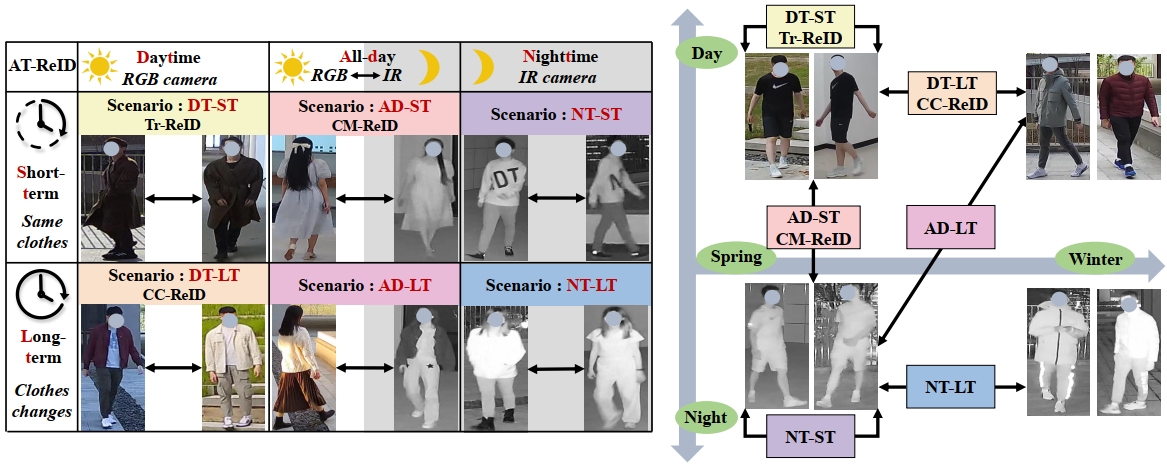 AT-ReID
Daytime
RGB camera
All-day
RGB ↔ IR
Nighttime
IR camera
Short-
term
Same
clothes
Scenario : DT-ST
Tr-ReID
Scenario : AD-ST
CM-ReID
Scenario : NT-ST
DT
N
Long-
term
Clothes
changes
Scenario : DT-LT
CC-ReID
Scenario : AD-LT
Scenario : NT-LT
Day
DT-ST
Tr-ReID
DT-LT
CC-ReID
AD-ST
CM-ReID
AD-LT
Spring
Winter
NT-LT
Night
NT-ST